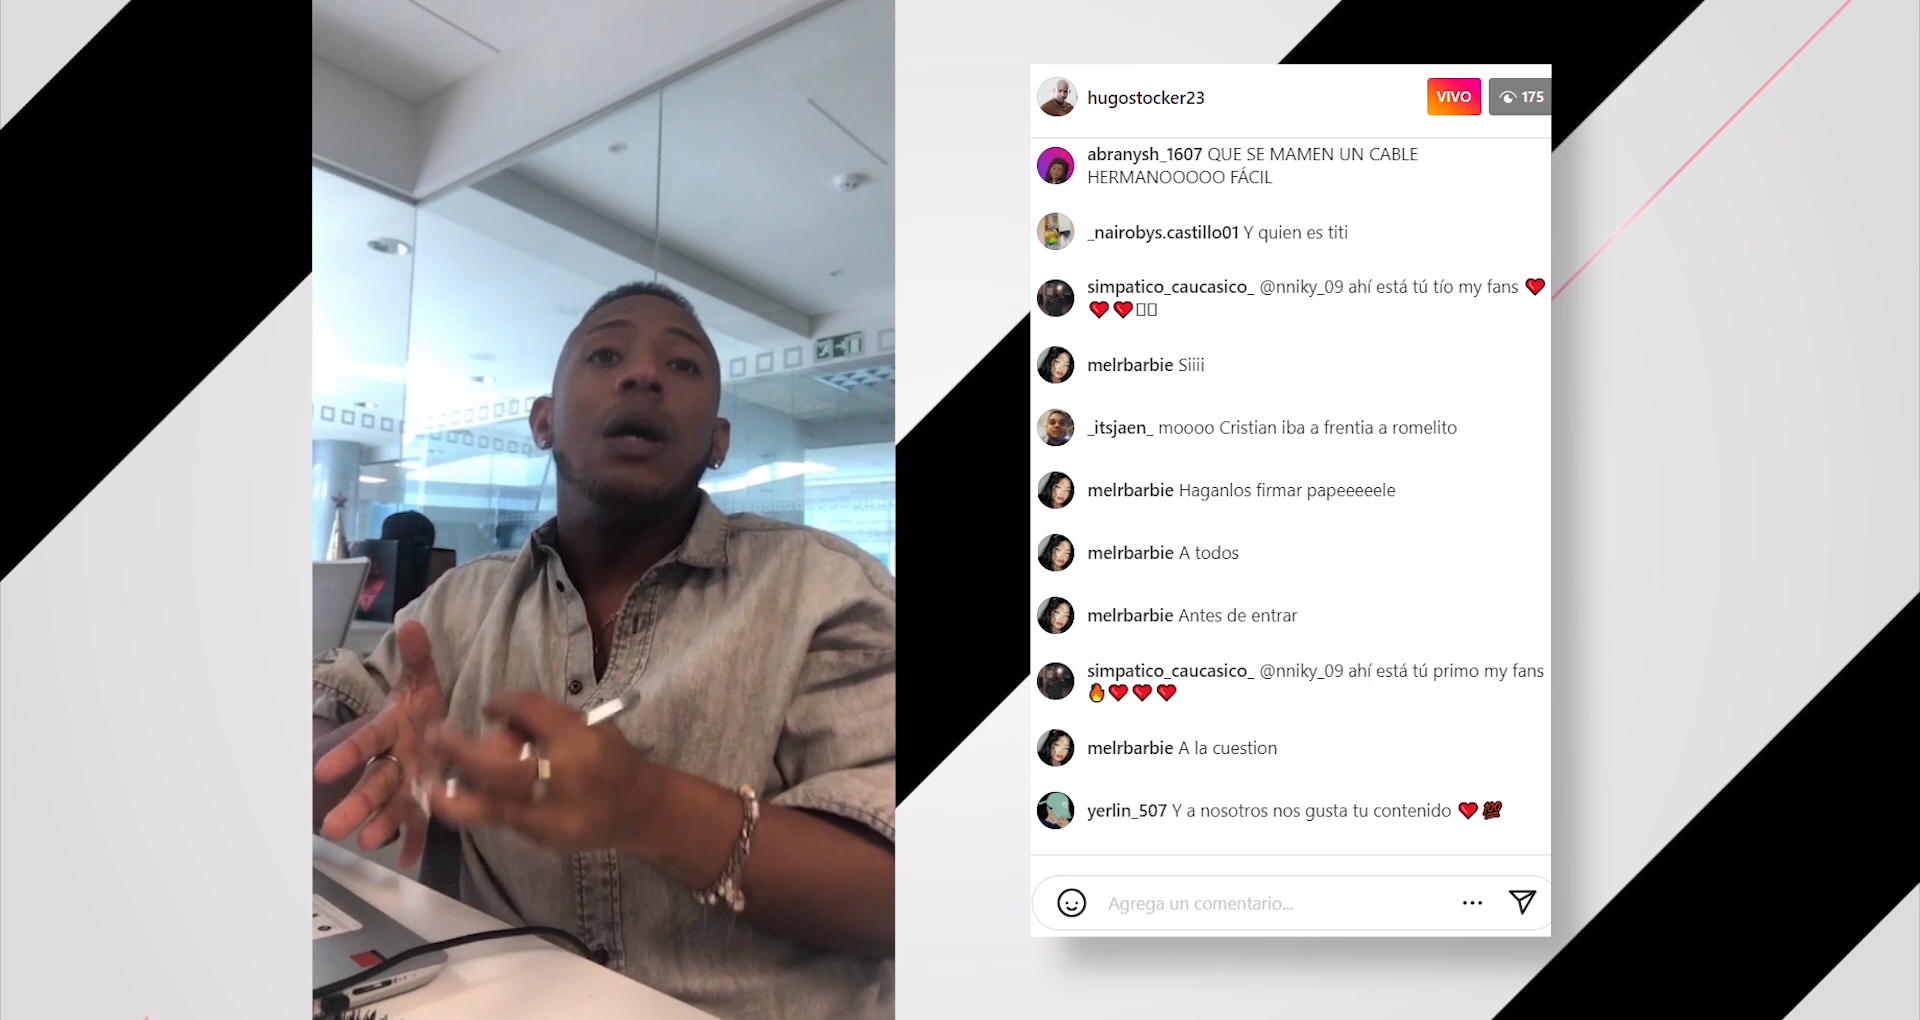 hugostocker23
VIVO
175
abranysh_1607 QUE SE MAMEN UN CABLE
HERMANOOOOO FÁCIL
_nairobys.castillo01 Y quien es titi
simpatico_caucasico_ @nniky_09 ahí está tú tío my fans ❤️
❤️❤️▯▯
melrbarbie Siiii
_itsjaen_ moooo Cristian iba a frentia a romelito
melrbarbie Haganlos firmar papeeeeele
melrbarbie A todos
melrbarbie Antes de entrar
simpatico_caucasico_ @nniky_09 ahí está tú primo my fans
🔥❤️❤️❤️
melrbarbie A la cuestion
yerlin_507 Y a nosotros nos gusta tu contenido ❤️💯
Agrega un comentario...